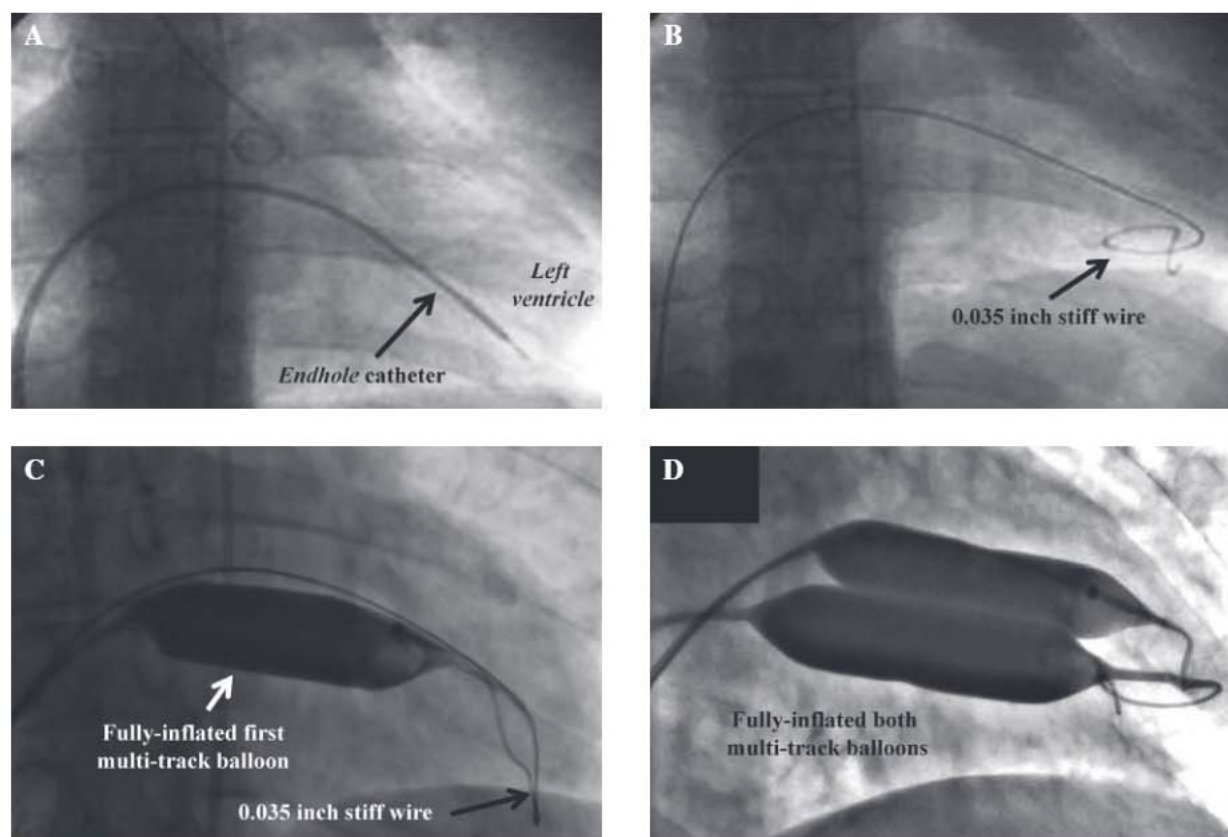 A
Left
ventricle
Endhole catheter
B
0.035 inch stiff wire
C
Fully-inflated first
multi-track balloon
0.035 inch stiff wire
D
Fully-inflated both
multi-track balloons